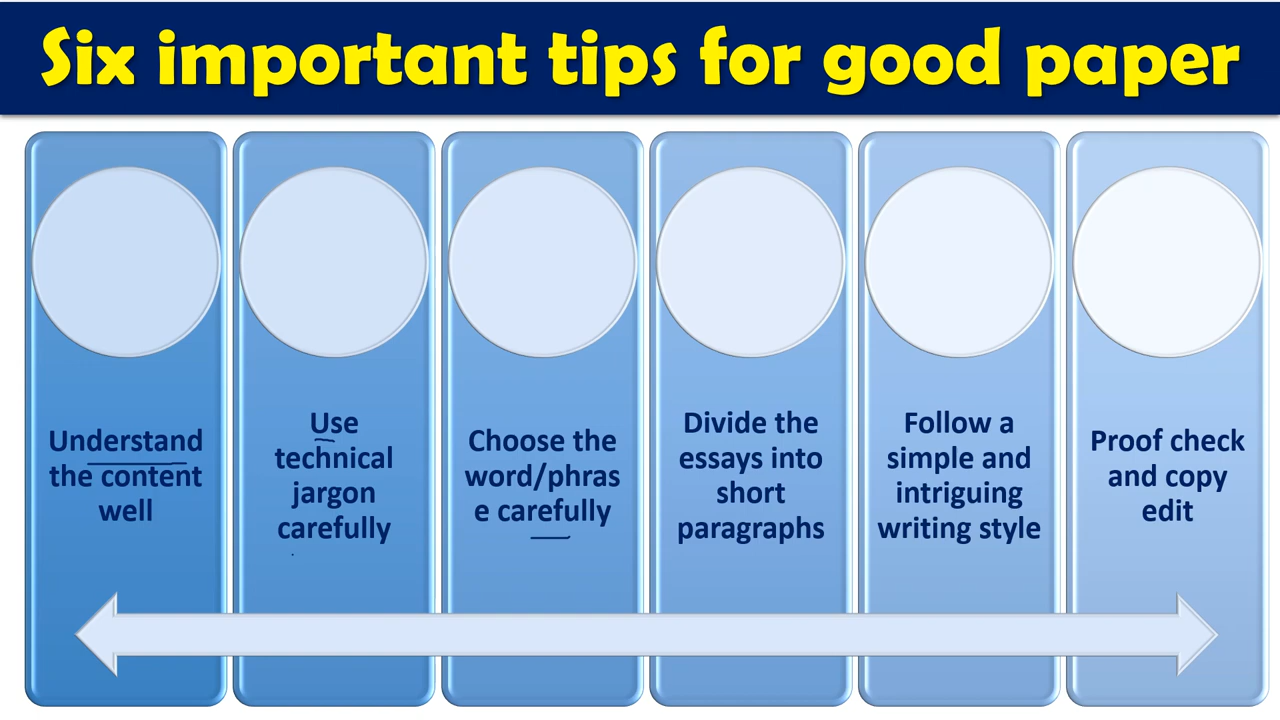 Six important tips for good paper
Understand
the content
well
Use
technical
jargon
carefully
Choose the
word/phras
e carefully
Divide the
essays into
short
paragraphs
Follow a
simple and
intriguing
writing style
Proof check
and copy
edit